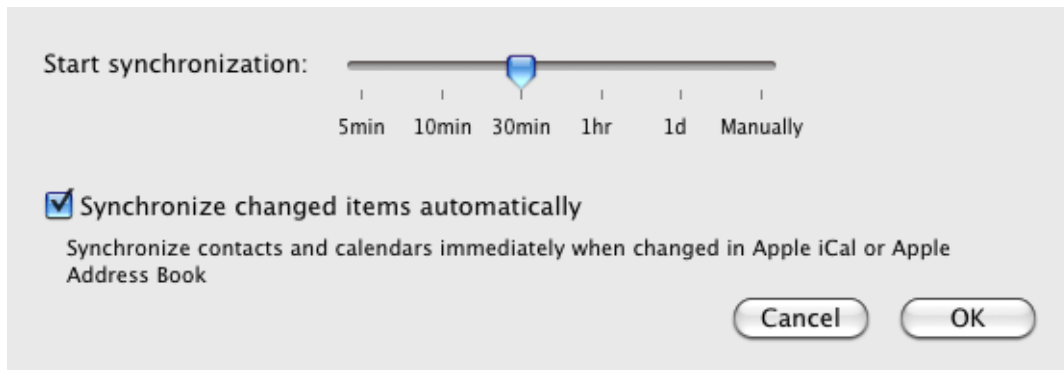 Start synchronization:
5min 10min 30min 1hr 1d Manually
Synchronize changed items automatically
Synchronize contacts and calendars immediately when changed in Apple iCal or Apple
Address Book
Cancel OK